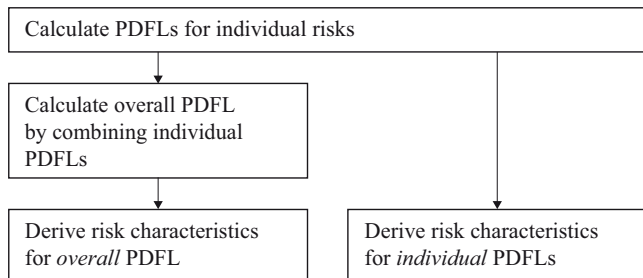 Calculate PDFLs for individual risks
Calculate overall PDFL
by combining individual
PDFLs
Derive risk characteristics
for overall PDFL
Derive risk characteristics
for individual PDFLs